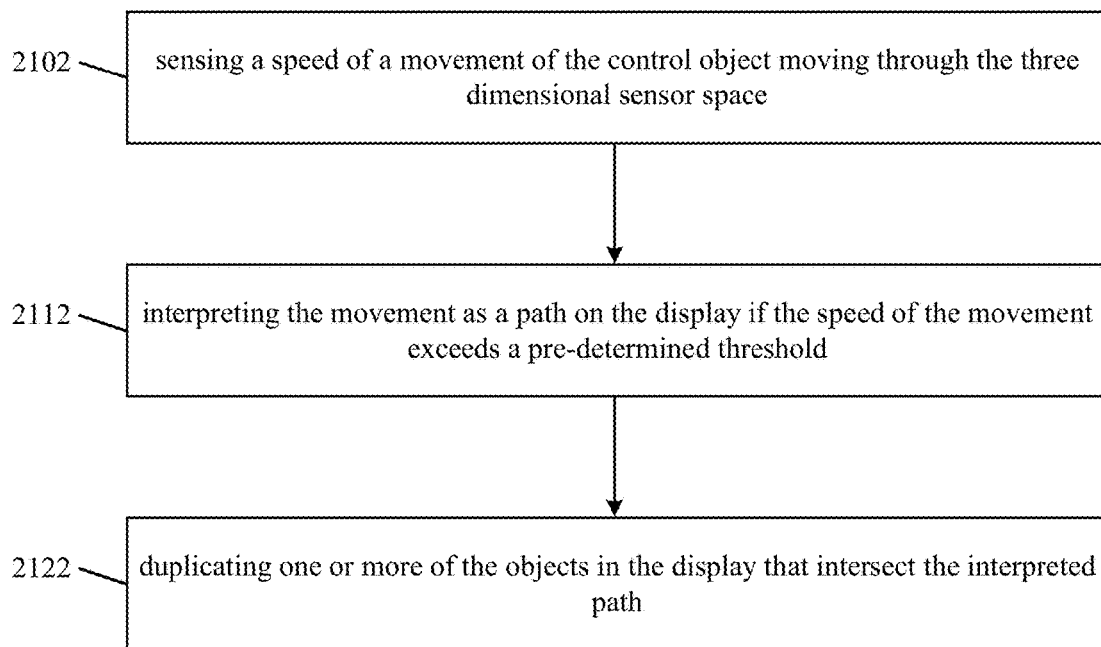 2102
sensing a speed of a movement of the control object moving through the three
dimensional sensor space
2112
interpreting the movement as a path on the display if the speed of the movement
exceeds a pre-determined threshold
2122
duplicating one or more of the objects in the display that intersect the interpreted
path